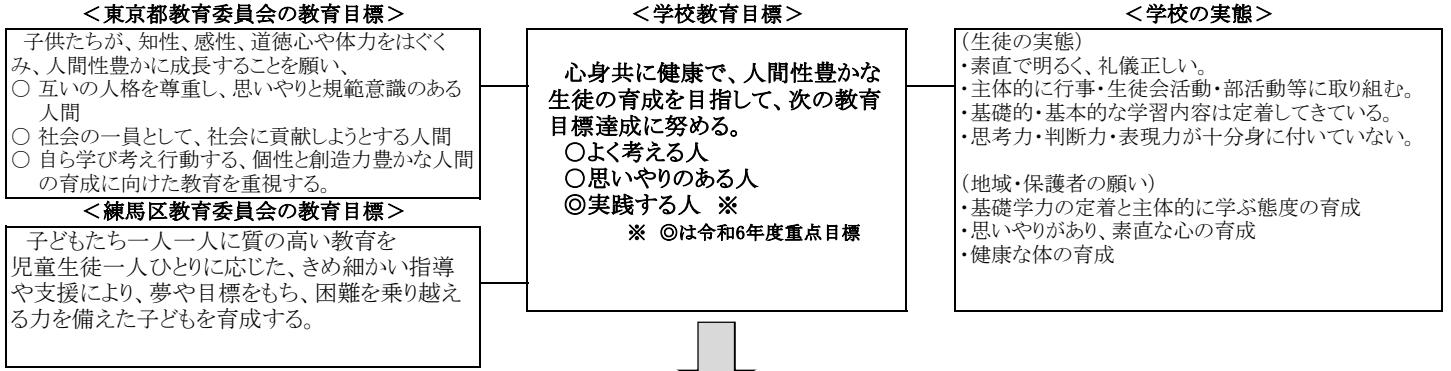 ＜東京都教育委員会の教育目標＞
子供たちが、知性、感性、道徳心や体力をはぐく
み、人間性豊かに成長することを願い、
○ 互いの人格を尊重し、思いやりと規範意識のある
人間
○ 社会の一員として、社会に貢献しようとする人間
○ 自ら学び考え行動する、個性と創造力豊かな人間
の育成に向けた教育を重視する。
＜練馬区教育委員会の教育目標＞
子どもたち一人一人に質の高い教育を
児童生徒一人ひとりに応じた、きめ細かい指導
や支援により、夢や目標をもち、困難を乗り越え
る力を備えた子どもを育成する。
＜学校教育目標＞
心身共に健康で、人間性豊かな
生徒の育成を目指して、次の教育
目標達成に努める。
○よく考える人
○思いやりのある人
◎実践する人 ※
※ ◎は令和6年度重点目標
＜学校の実態＞
(生徒の実態)
・素直で明るく、礼儀正しい。
・主体的に行事・生徒会活動・部活動等に取り組む。
・基礎的・基本的な学習内容は定着してきている。
・思考力・判断力・表現力が十分身に付いていない。
(地域・保護者の願い)
・基礎学力の定着と主体的に学ぶ態度の育成
・思いやりがあり、素直な心の育成
・健康な体の育成